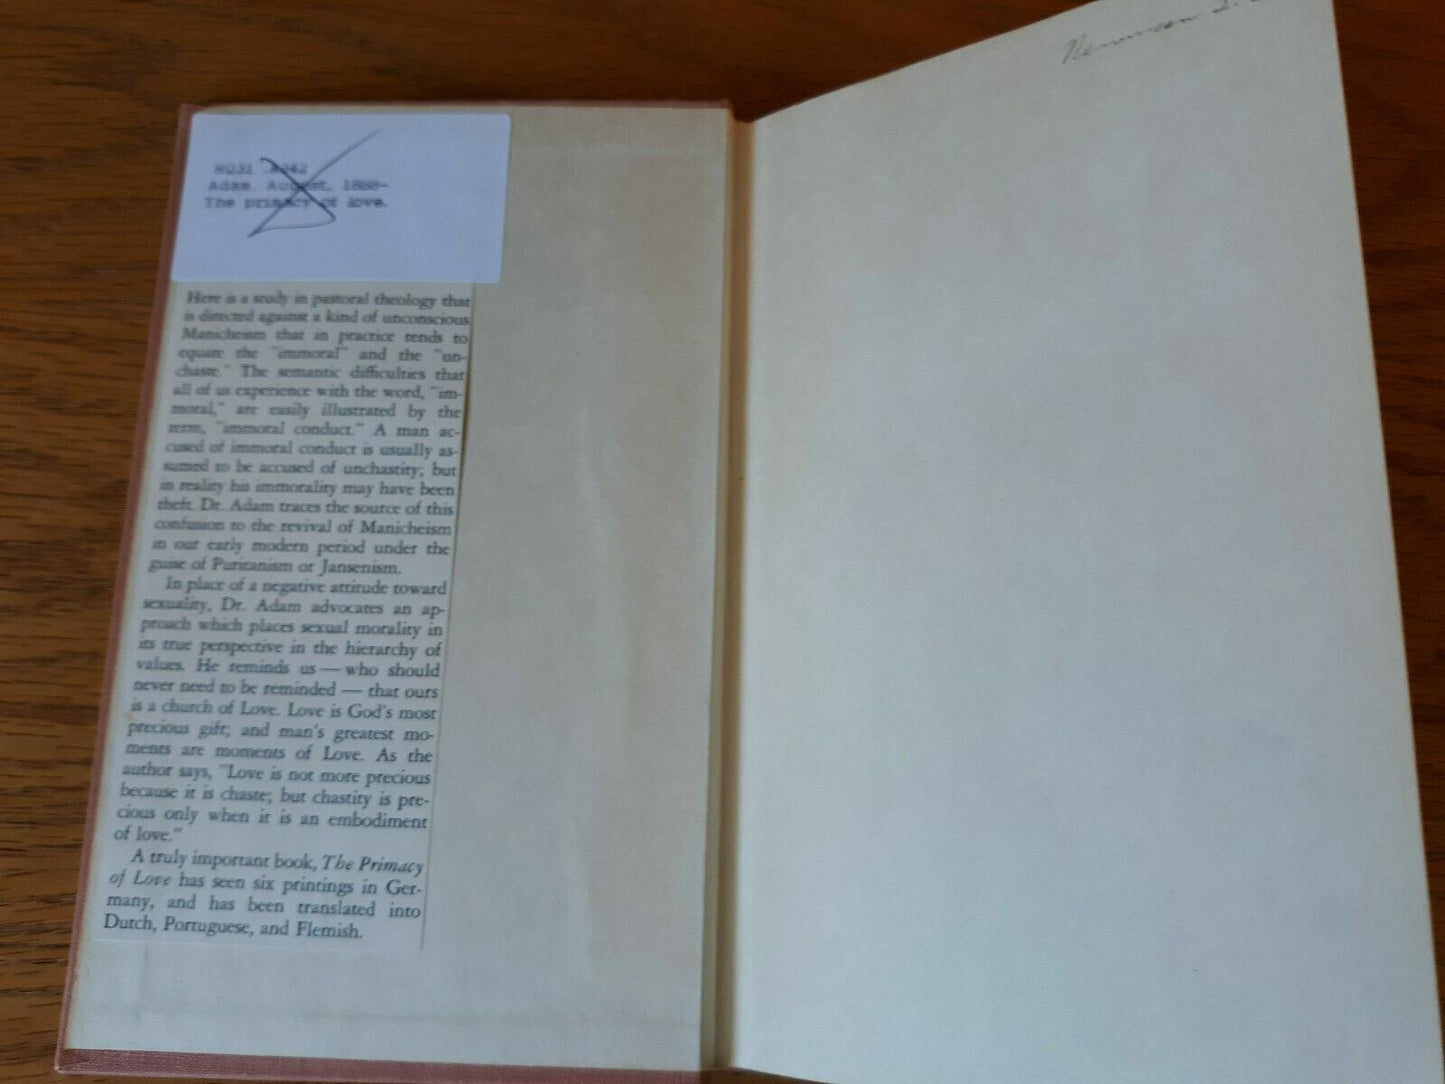 HQ31 .A342
Adam, August, 1888-
The primacy of love.
Here is a study in pastoral theology that
is directed against a kind of unconscious
Manicheism that in practice tends to
equate the "immoral" and the "un-
chaste." The semantic difficulties that
all of us experience with the word, "im-
moral," are easily illustrated by the
term, "immoral conduct." A man ac-
cused of immoral conduct is usually as-
sumed to be accused of unchastity; but
in reality his immorality may have been
theft. Dr. Adam traces the source of this
confusion to the revival of Manicheism
in our early modern period under the
guise of Puritanism or Jansenism.
In place of a negative attitude toward
sexuality, Dr. Adam advocates an ap-
proach which places sexual morality in
its true perspective in the hierarchy of
values. He reminds us — who should
never need to be reminded — that ours
is a church of Love. Love is God's most
precious gift; and man's greatest mo-
ments are moments of Love. As the
author says, "Love is not more precious
because it is chaste; but chastity is pre-
cious only when it is an embodiment
of love."
A truly important book, The Primacy
of Love has seen six printings in Ger-
many, and has been translated into
Dutch, Portuguese, and Flemish.